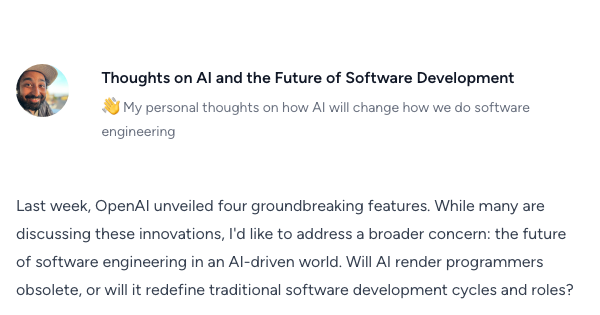 Thoughts on AI and the Future of Software Development
👋 My personal thoughts on how AI will change how we do software
engineering
Last week, OpenAI unveiled four groundbreaking features. While many are
discussing these innovations, I'd like to address a broader concern: the future
of software engineering in an AI-driven world. Will AI render programmers
obsolete, or will it redefine traditional software development cycles and roles?